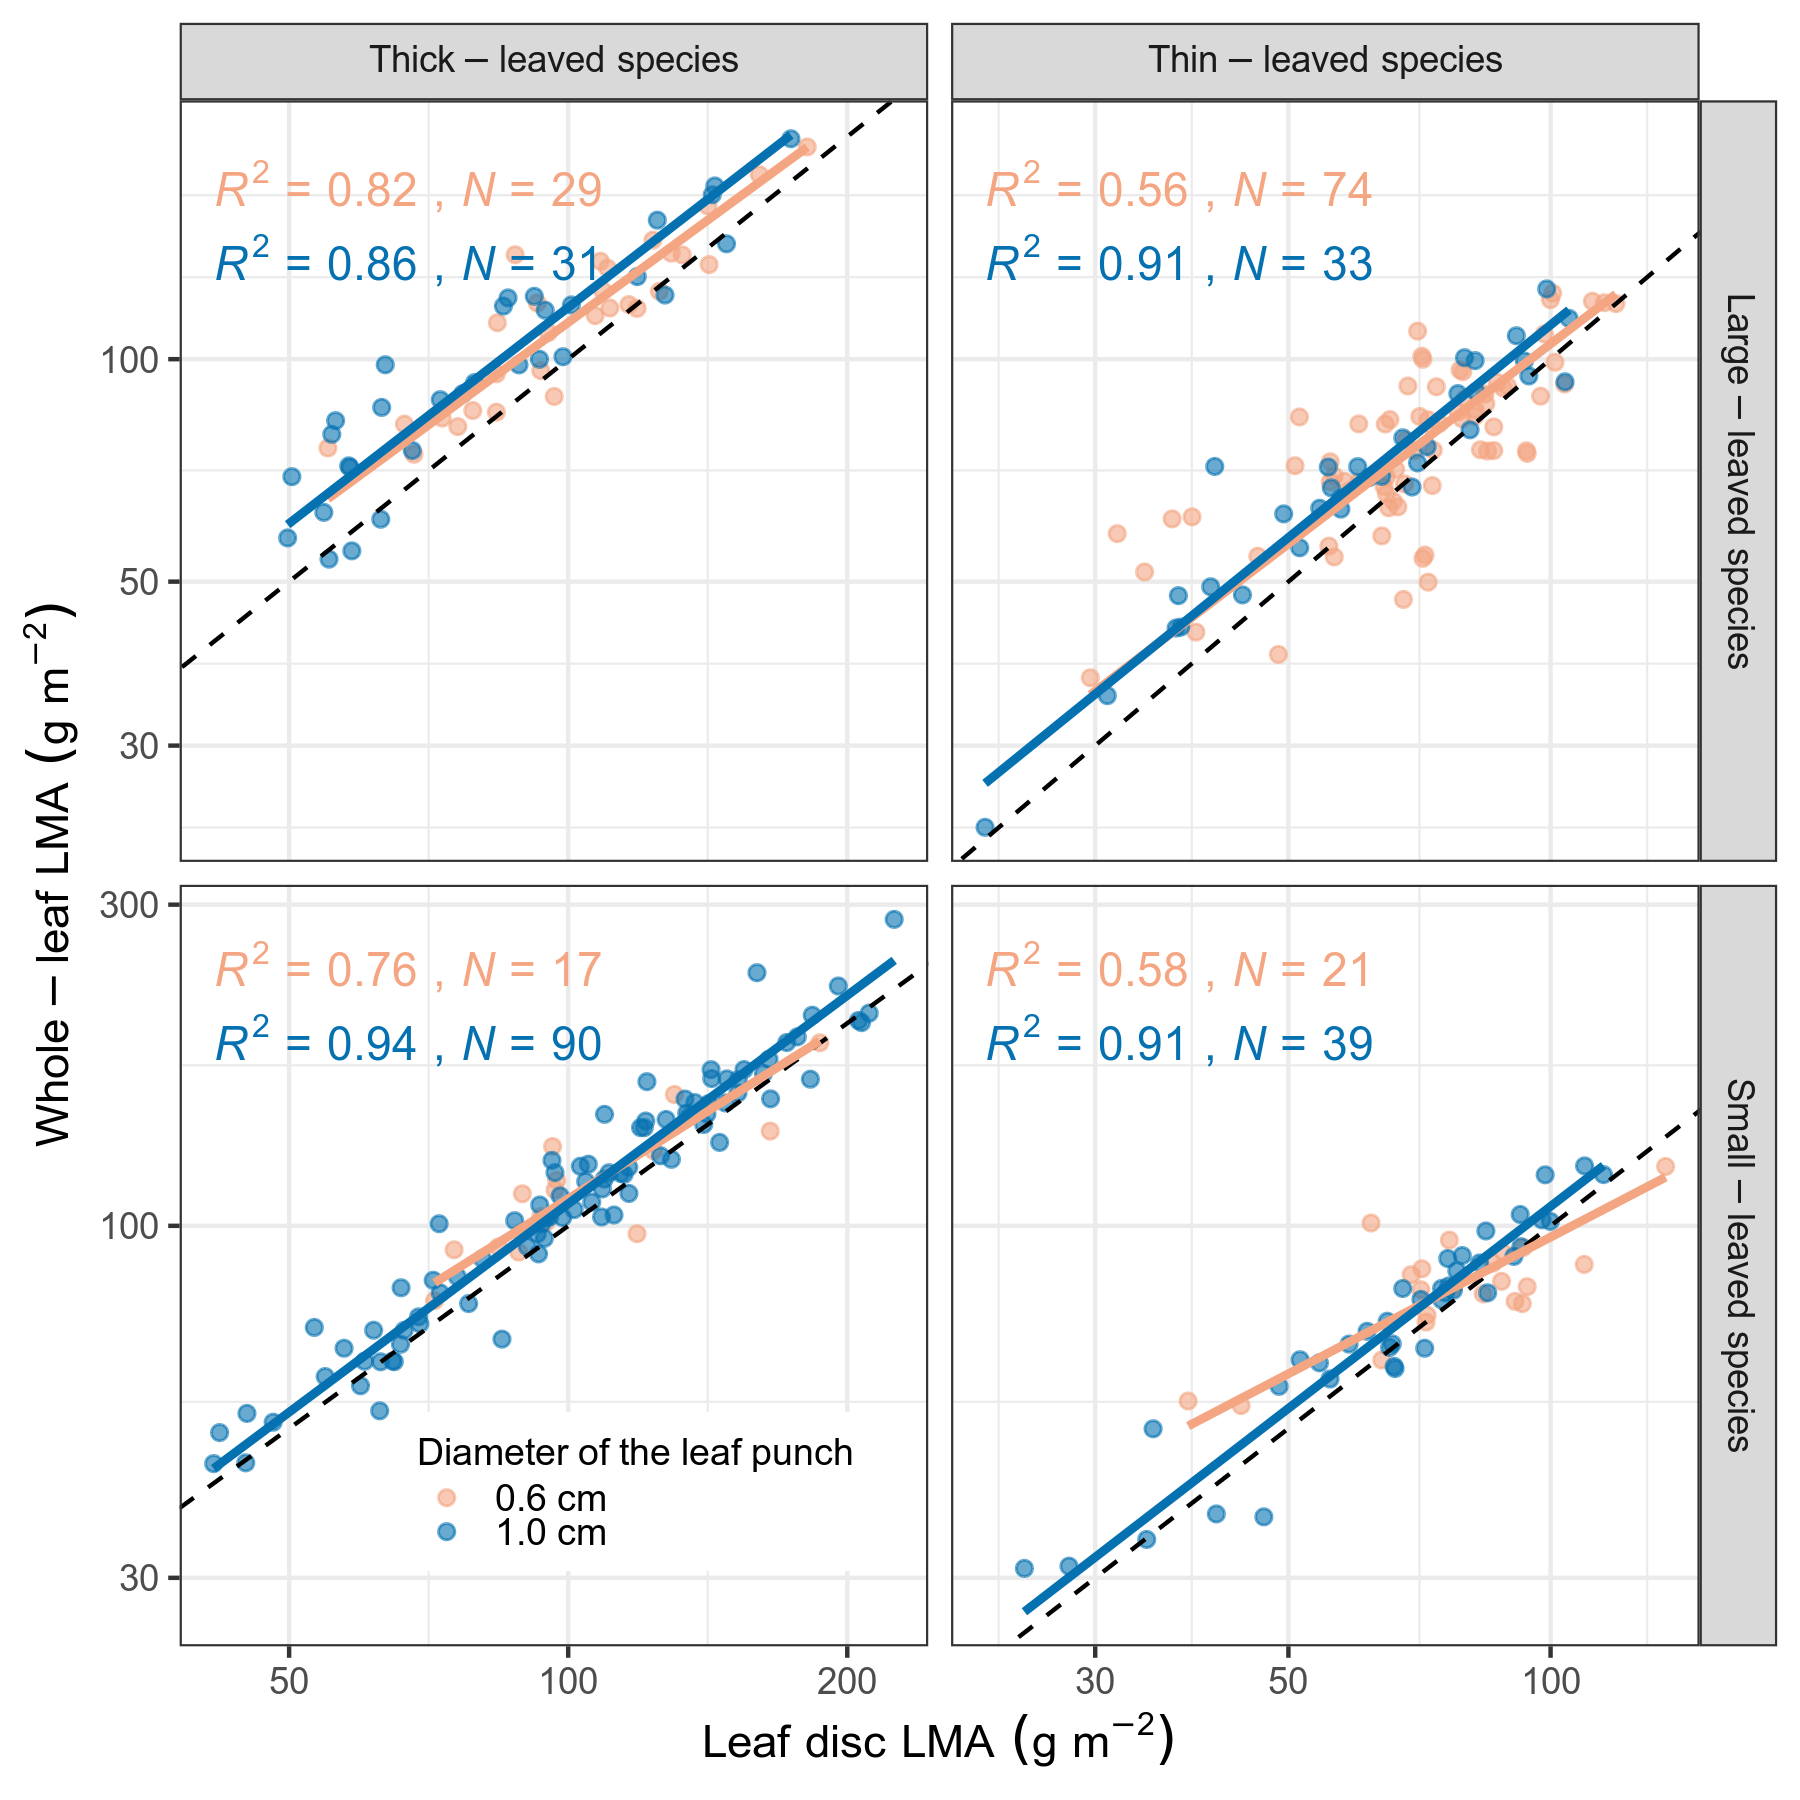 Thick – leaved species
Thin – leaved species
R² = 0.82 , N = 29
R² = 0.86 , N = 31
R² = 0.56 , N = 74
R² = 0.91 , N = 33
Large – leaved species
100
50
30
Whole – leaf LMA (g m⁻²)
R² = 0.76 , N = 17
R² = 0.94 , N = 90
R² = 0.58 , N = 21
R² = 0.91 , N = 39
Small – leaved species
300
100
30
Diameter of the leaf punch
0.6 cm
1.0 cm
50 100 200
30 50 100
Leaf disc LMA (g m⁻²)